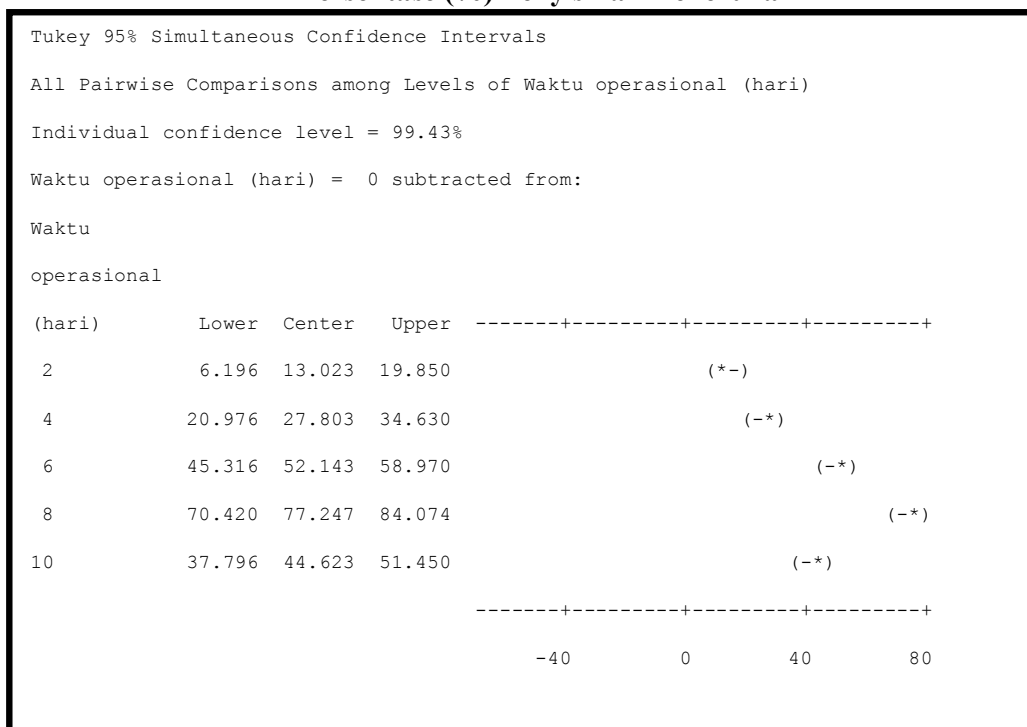 Tukey 95% Simultaneous Confidence Intervals
All Pairwise Comparisons among Levels of Waktu operasional (hari)
Individual confidence level = 99.43%
Waktu operasional (hari) =  0 subtracted from:
Waktu
operasional
(hari)        Lower  Center   Upper  -------+---------+---------+---------+
 2            6.196  13.023  19.850                     (*-)
 4           20.976  27.803  34.630                        (-*)
 6           45.316  52.143  58.970                              (-*)
 8           70.420  77.247  84.074                                    (-*)
10           37.796  44.623  51.450                            (-*)
                                     -------+---------+---------+---------+
                                          -40         0        40        80